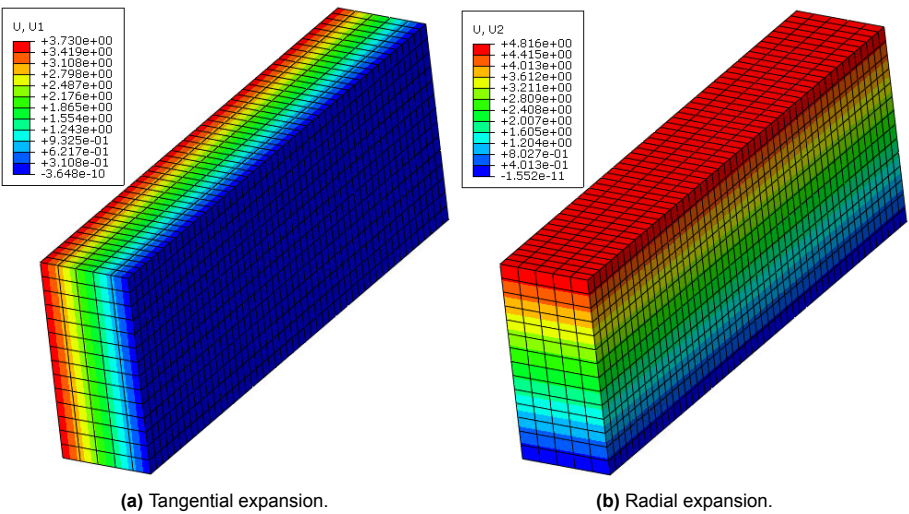 U, U1
+3.730e+00
+3.419e+00
+3.108e+00
+2.798e+00
+2.487e+00
+2.176e+00
+1.865e+00
+1.554e+00
+1.243e+00
+9.325e-01
+6.217e-01
+3.108e-01
-3.648e-10
U, U2
+4.816e+00
+4.415e+00
+4.013e+00
+3.612e+00
+3.211e+00
+2.809e+00
+2.408e+00
+2.007e+00
+1.605e+00
+1.204e+00
+8.027e-01
+4.013e-01
-1.552e-11
(a) Tangential expansion.
(b) Radial expansion.